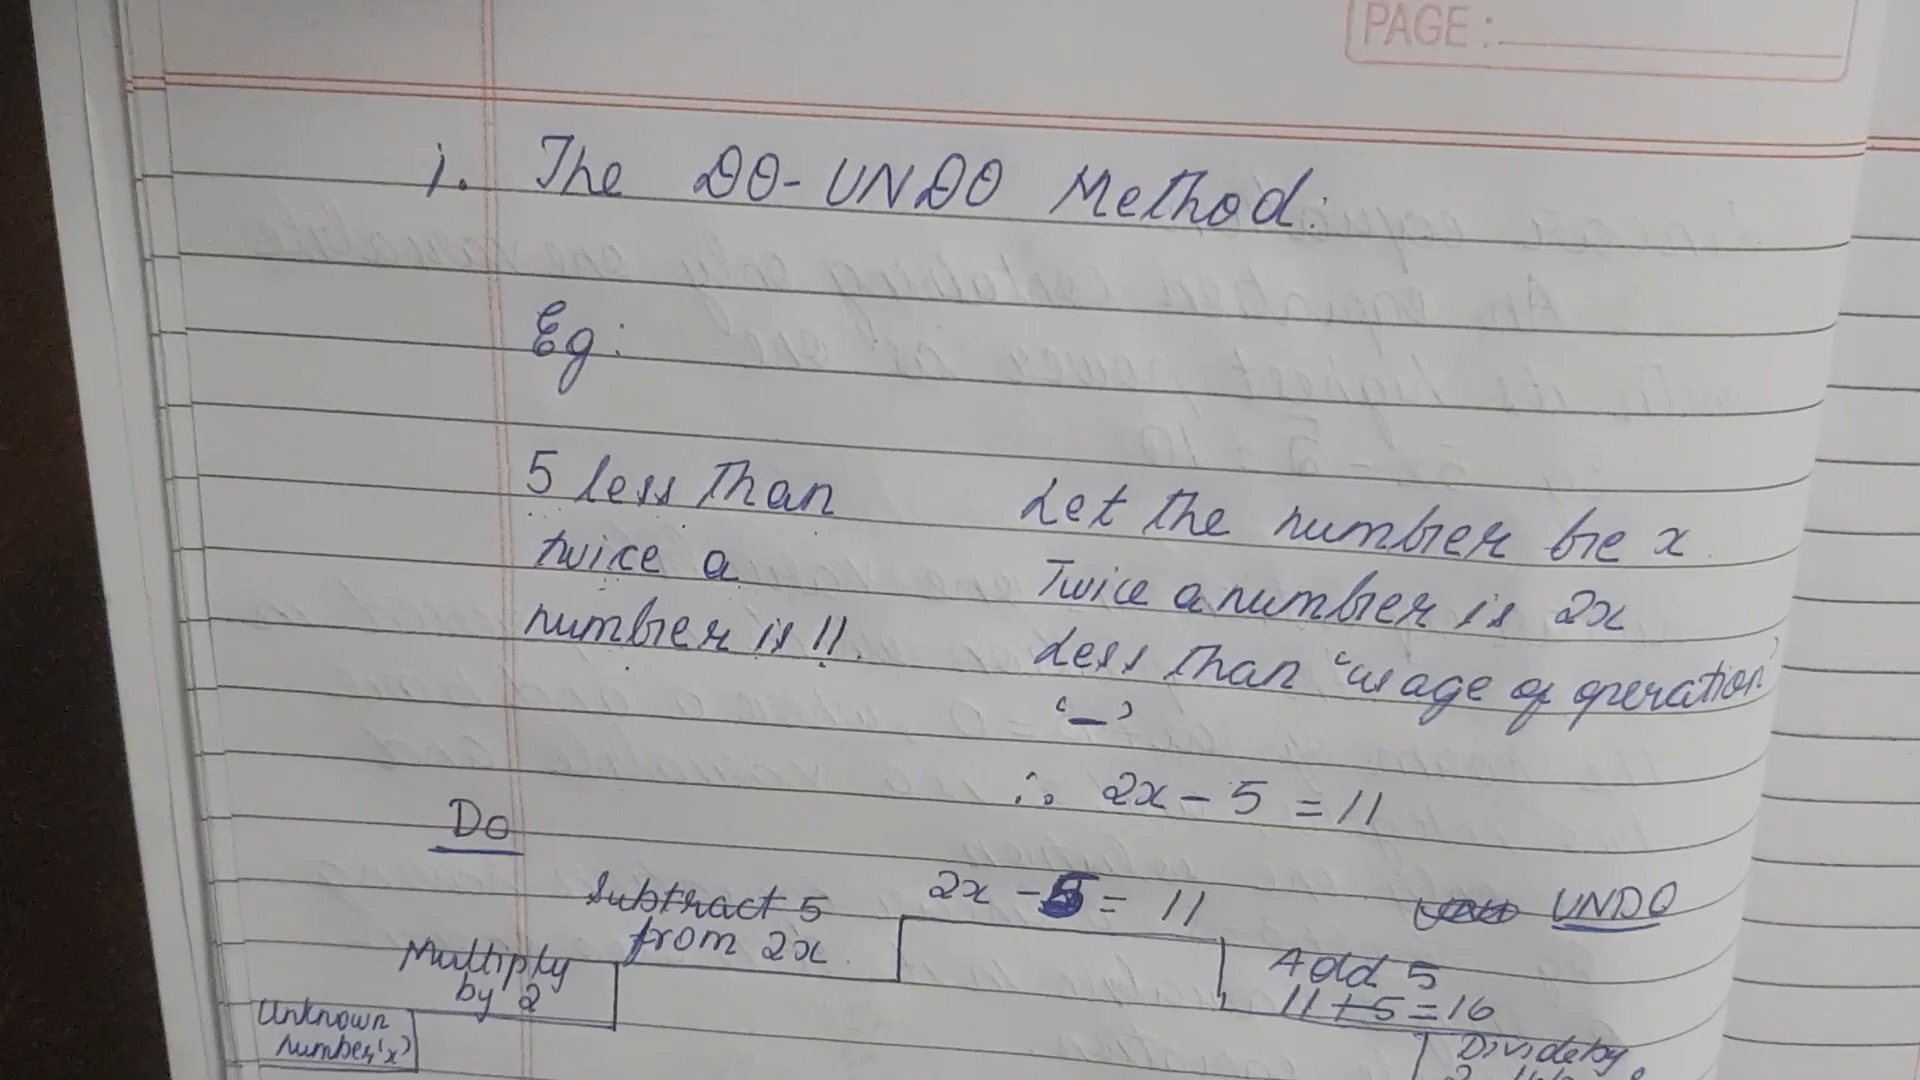 PAGE:
i. The DO-UNDO Method:
Eg:
5 less than
twice a
number is 11.
Let the number be x.
Twice a number is 2x
Less than 'usage of operation'
'-'
∴ 2x - 5 = 11
Do
UNDO
2x - 5 = 11
Subtract 5
from 2x.
Multiply
by 2
Unknown
number(x)
Add 5
11+5=16
Divide by